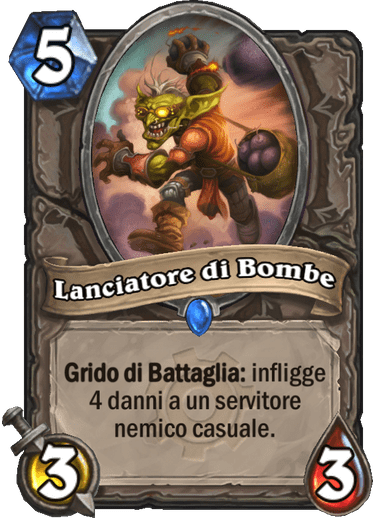 5
Lanciatore di Bombe
Grido di Battaglia: infligge
4 danni a un servitore
nemico casuale.
3
3